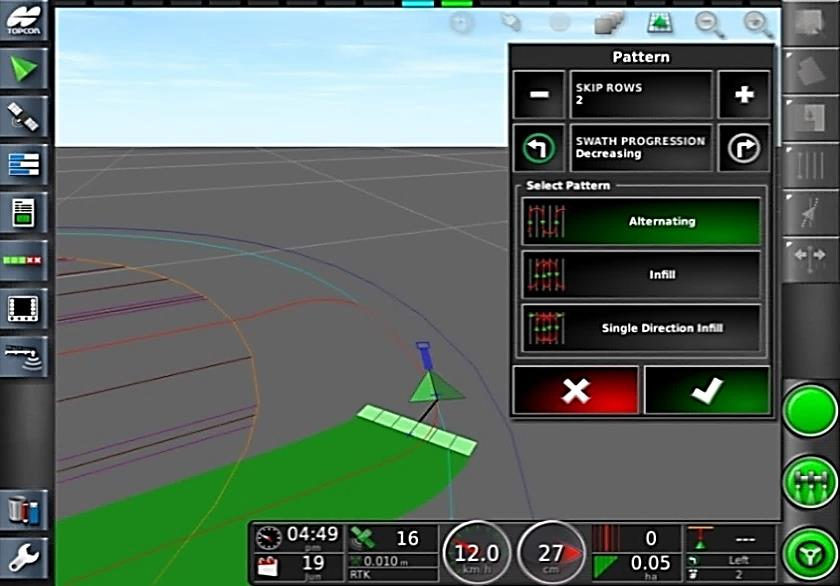 TOPCON
Pattern
SKIP ROWS
2
SWATH PROGRESSION
Decreasing
Select Pattern
Alternating
Infill
Single Direction Infill
04:49
pm
19
Jun
16
0.010 m
RTK
12.0
km/h
27
cm
0
0.05
ha
---
Left
2